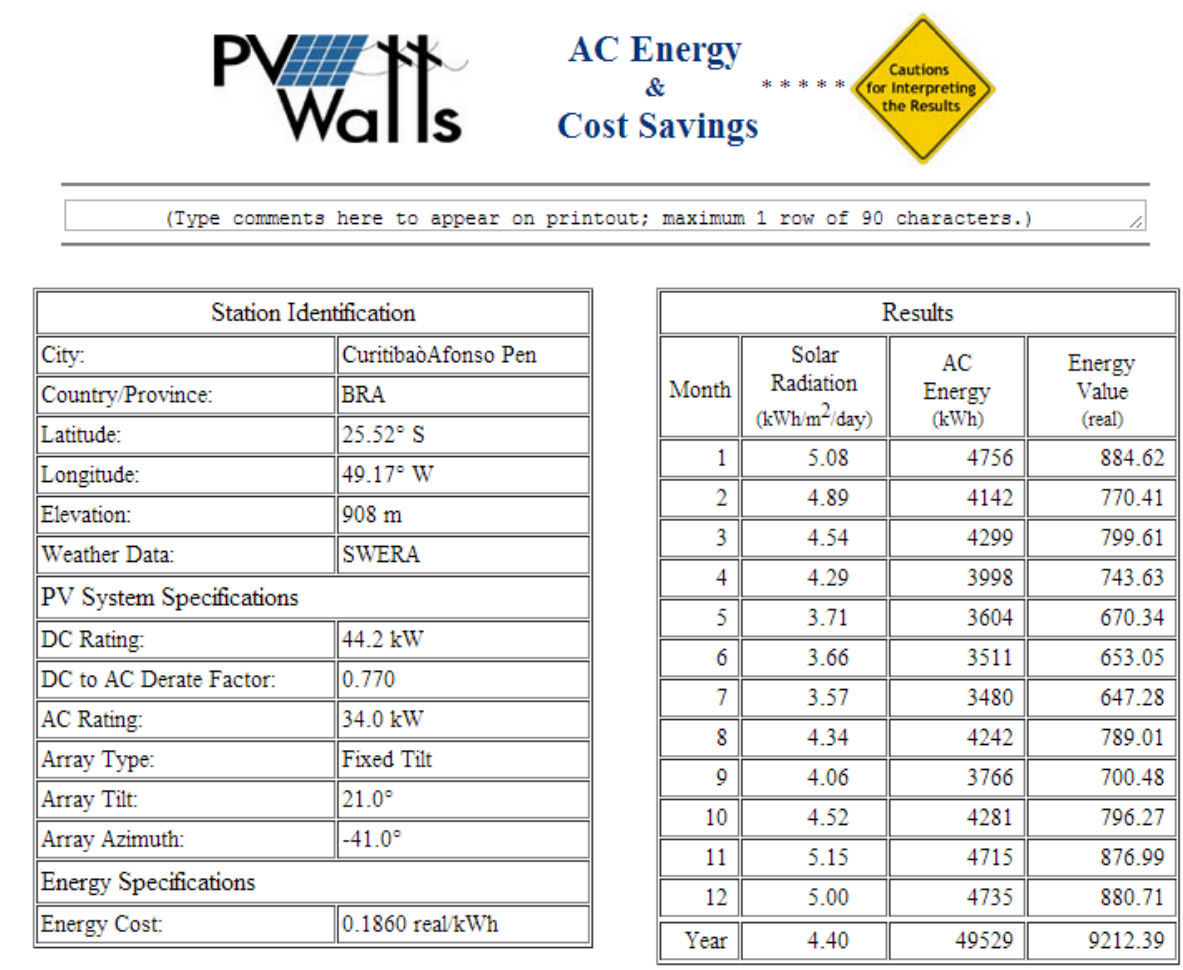 PV Watts
AC Energy
&
Cost Savings
* * * * *
Cautions
for Interpreting
the Results
(Type comments here to appear on printout; maximum 1 row of 90 characters.)
Station Identification
City: CuritibaòAfonso Pen
Country/Province: BRA
Latitude: 25.52° S
Longitude: 49.17° W
Elevation: 908 m
Weather Data: SWERA
PV System Specifications
DC Rating: 44.2 kW
DC to AC Derate Factor: 0.770
AC Rating: 34.0 kW
Array Type: Fixed Tilt
Array Tilt: 21.0°
Array Azimuth: -41.0°
Energy Specifications
Energy Cost: 0.1860 real/kWh
Results
Month Solar Radiation (kWh/m²/day) AC Energy (kWh) Energy Value (real)
1 5.08 4756 884.62
2 4.89 4142 770.41
3 4.54 4299 799.61
4 4.29 3998 743.63
5 3.71 3604 670.34
6 3.66 3511 653.05
7 3.57 3480 647.28
8 4.34 4242 789.01
9 4.06 3766 700.48
10 4.52 4281 796.27
11 5.15 4715 876.99
12 5.00 4735 880.71
Year 4.40 49529 9212.39